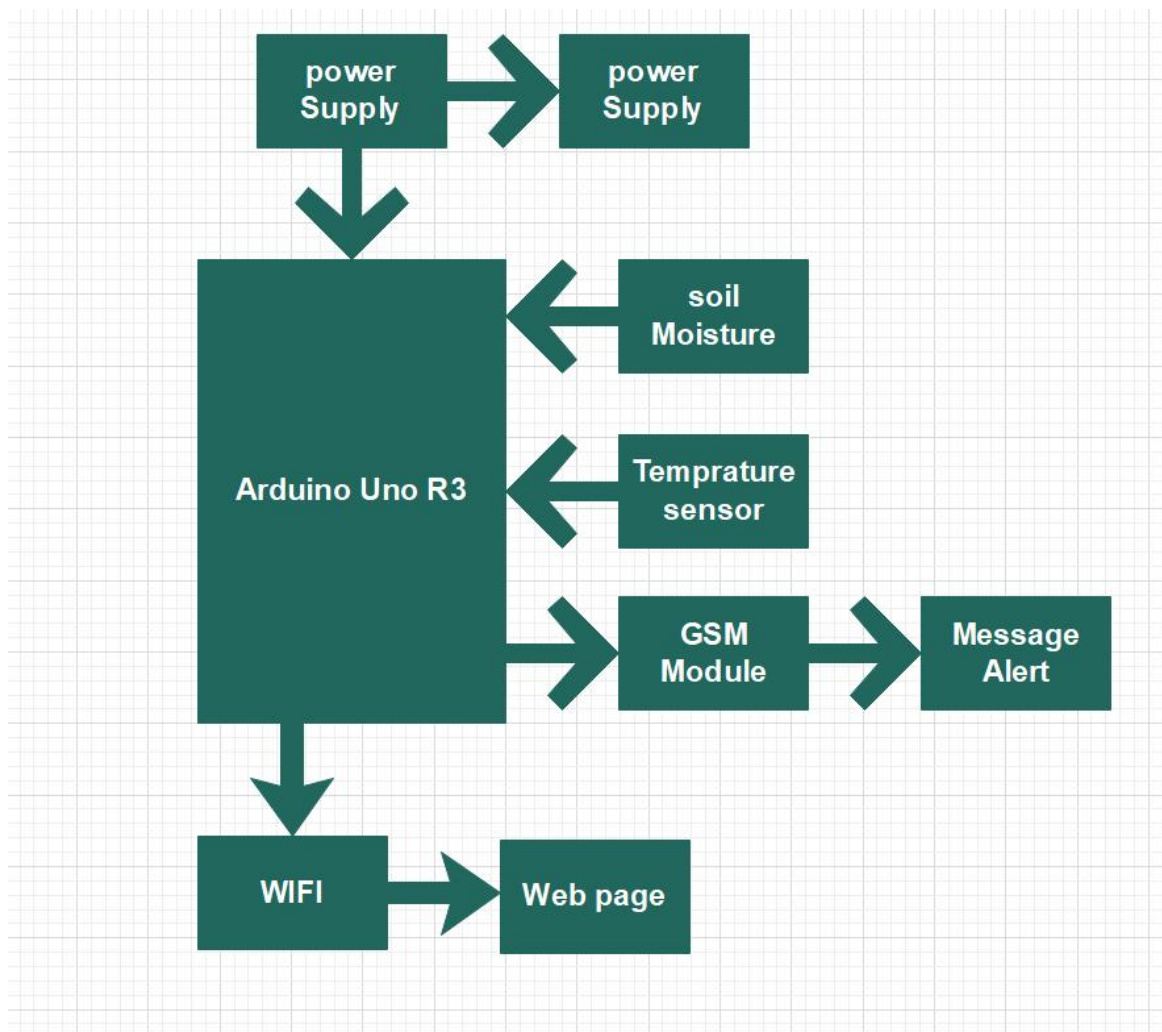 power
Supply
power
Supply
soil
Moisture
Arduino Uno R3
Temprature
sensor
GSM
Module
Message
Alert
WIFI
Web page